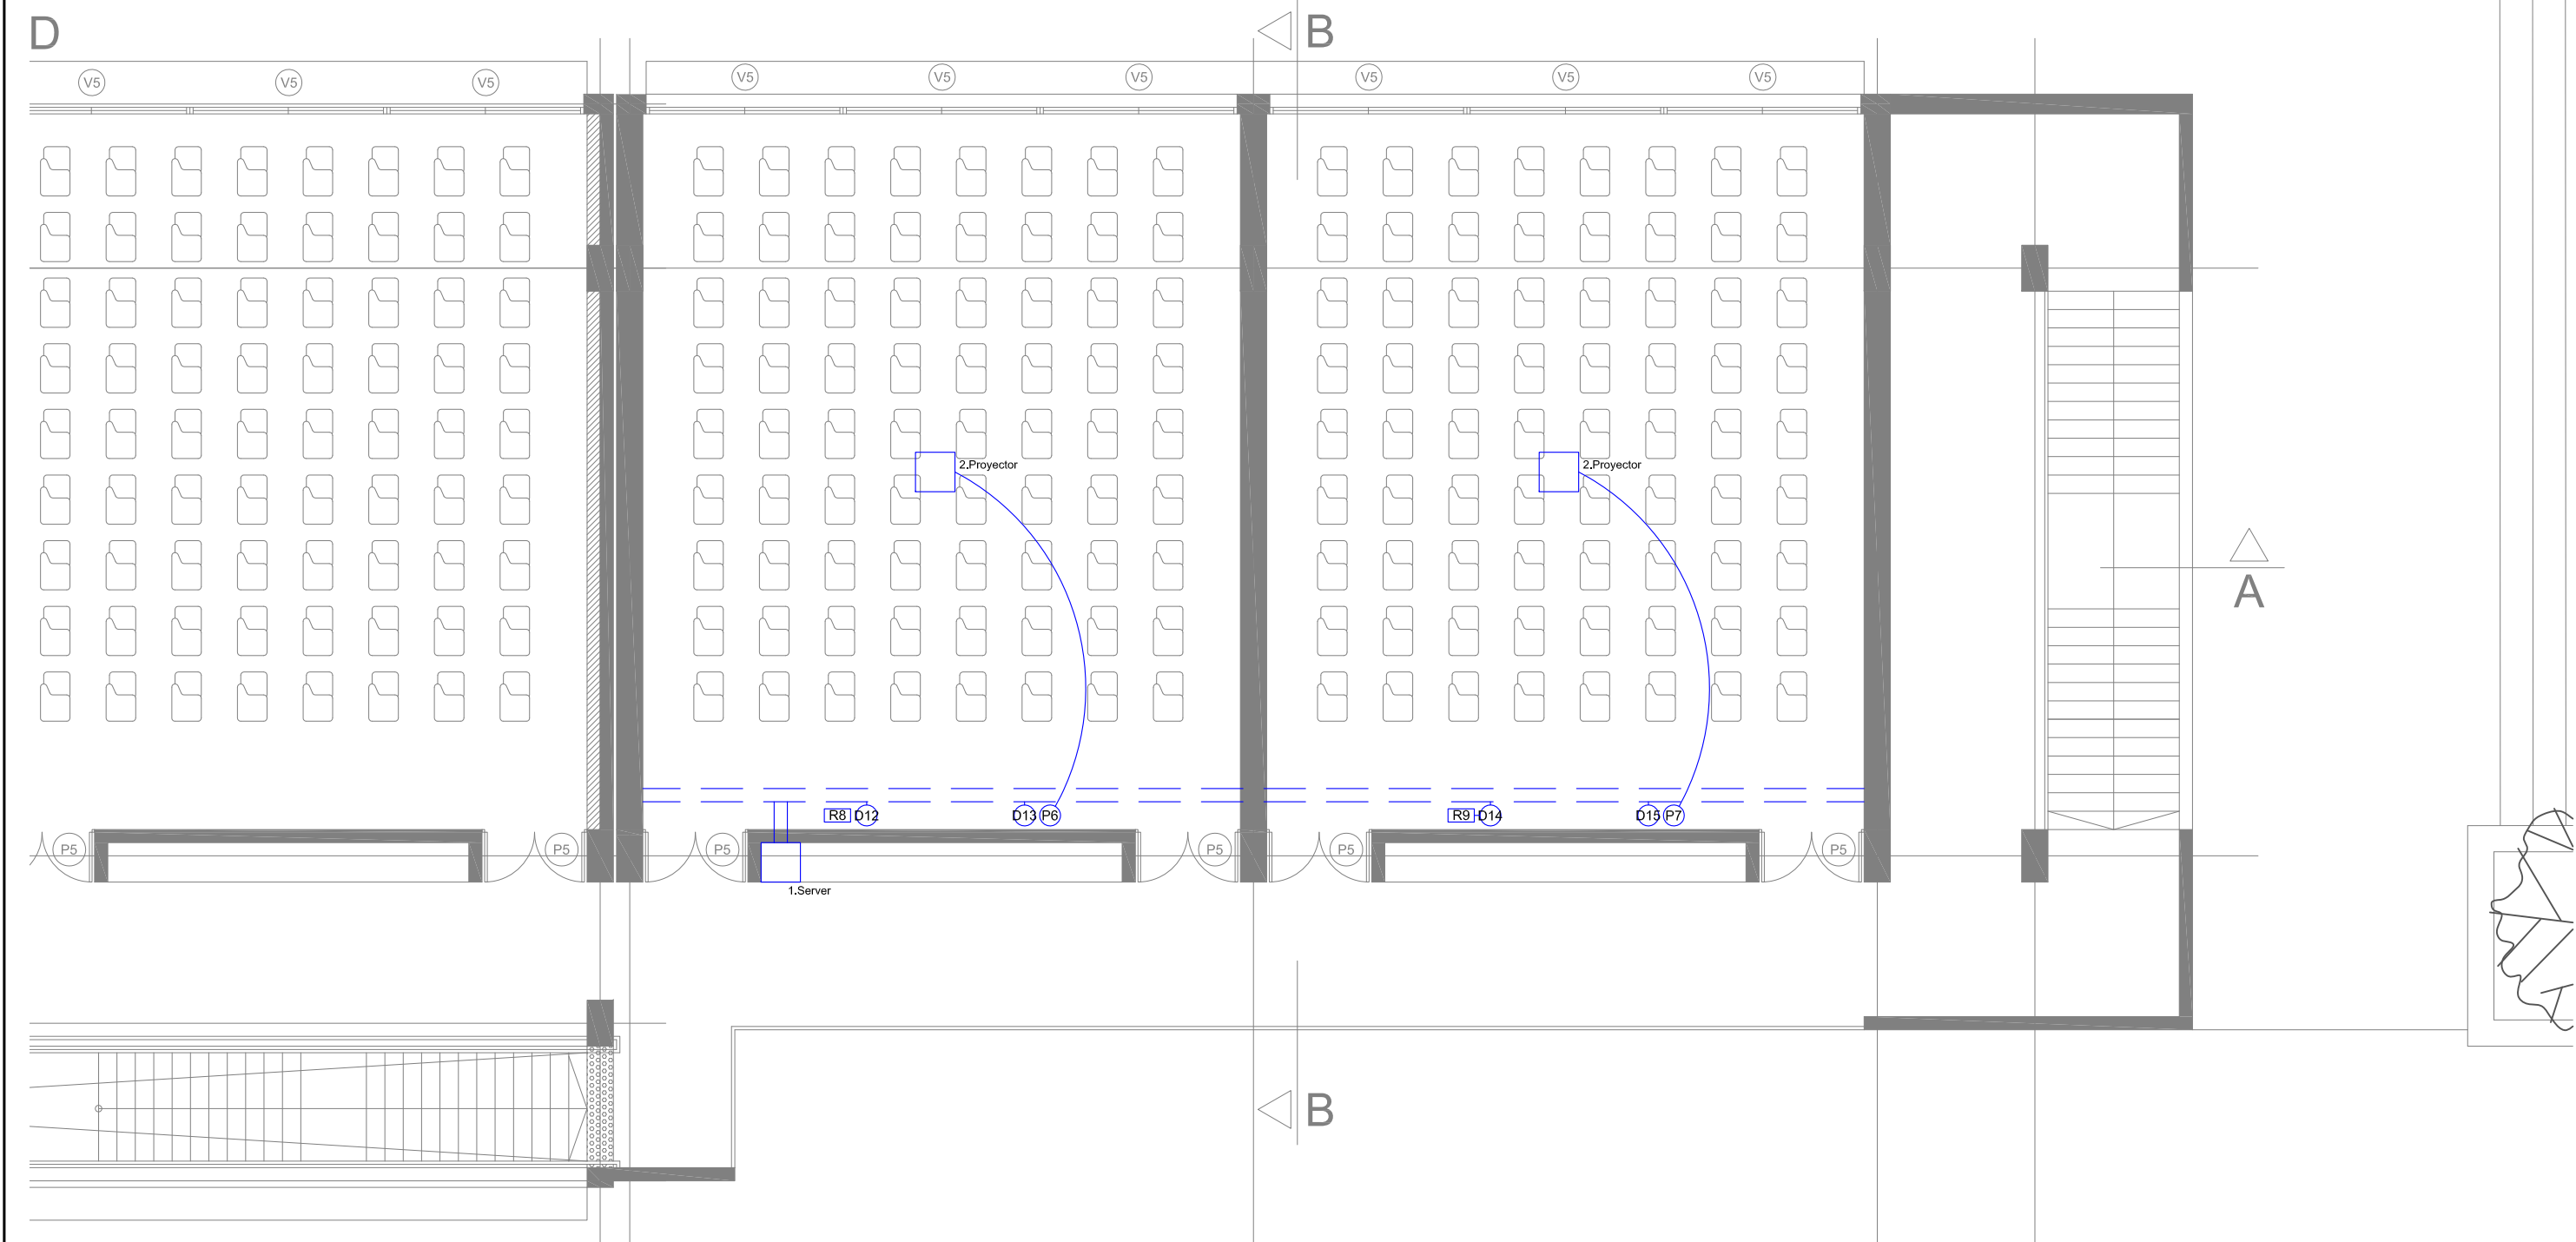 D
B
V5 V5 V5 V5 V5 V5 V5 V5 V5
2.Proyector 2.Proyector
A
R8 D12 D13 P6 R9 D14 D15 P7
P5 P5 P5 P5 P5 P5
1.Server
B